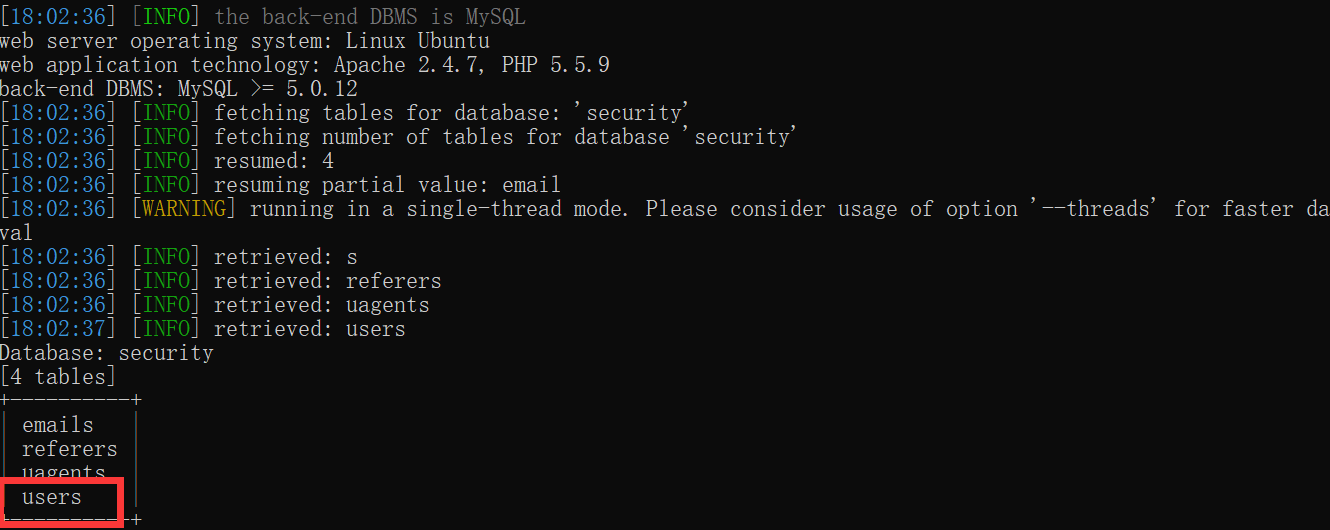 [18:02:36] [INFO] the back-end DBMS is MySQL
web server operating system: Linux Ubuntu
web application technology: Apache 2.4.7, PHP 5.5.9
back-end DBMS: MySQL >= 5.0.12
[18:02:36] [INFO] fetching tables for database: 'security'
[18:02:36] [INFO] fetching number of tables for database 'security'
[18:02:36] [INFO] resumed: 4
[18:02:36] [INFO] resuming partial value: email
[18:02:36] [WARNING] running in a single-thread mode. Please consider usage of option '--threads' for faster da
val
[18:02:36] [INFO] retrieved: s
[18:02:36] [INFO] retrieved: referers
[18:02:36] [INFO] retrieved: uagents
[18:02:37] [INFO] retrieved: users
Database: security
[4 tables]
+----------+
| emails   |
| referers |
| uagents  |
| users    |
+----------+